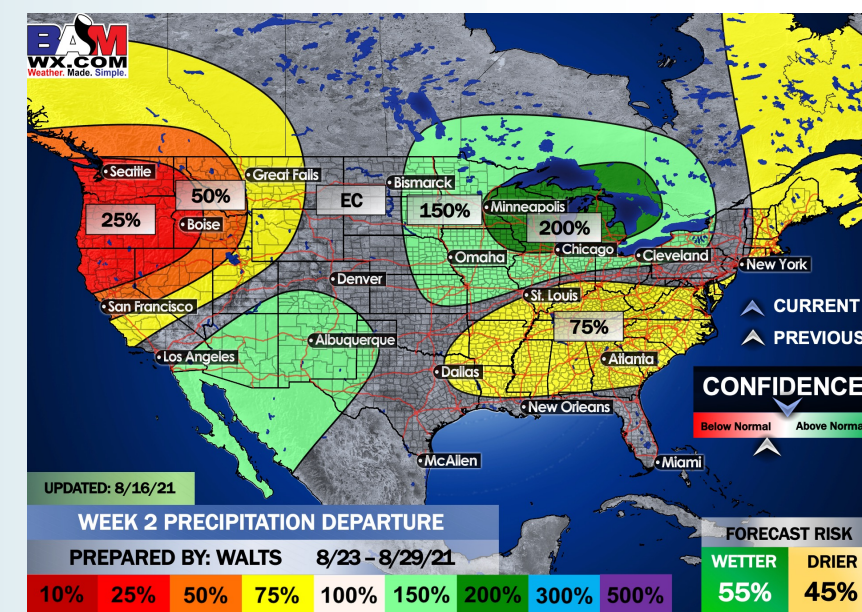 BAM
WX.COM
Weather. Made. Simple.
Seattle
Great Falls
50%
25%
Boise
EC
Bismarck
150%
Minneapolis
200%
Chicago
Omaha
Cleveland
New York
Denver
San Francisco
St. Louis
75%
CURRENT
PREVIOUS
Albuquerque
Los Angeles
Atlanta
Dallas
CONFIDENCE
New Orleans
Below Normal
Above Norma
McAllen
Miami
UPDATED: 8/16/21
WEEK 2 PRECIPITATION DEPARTURE
PREPARED BY: WALTS 8/23 – 8/29/21
FORECAST RISK
WETTER DRIER
55% 45%
10% 25% 50% 75% 100% 150% 200% 300% 500%